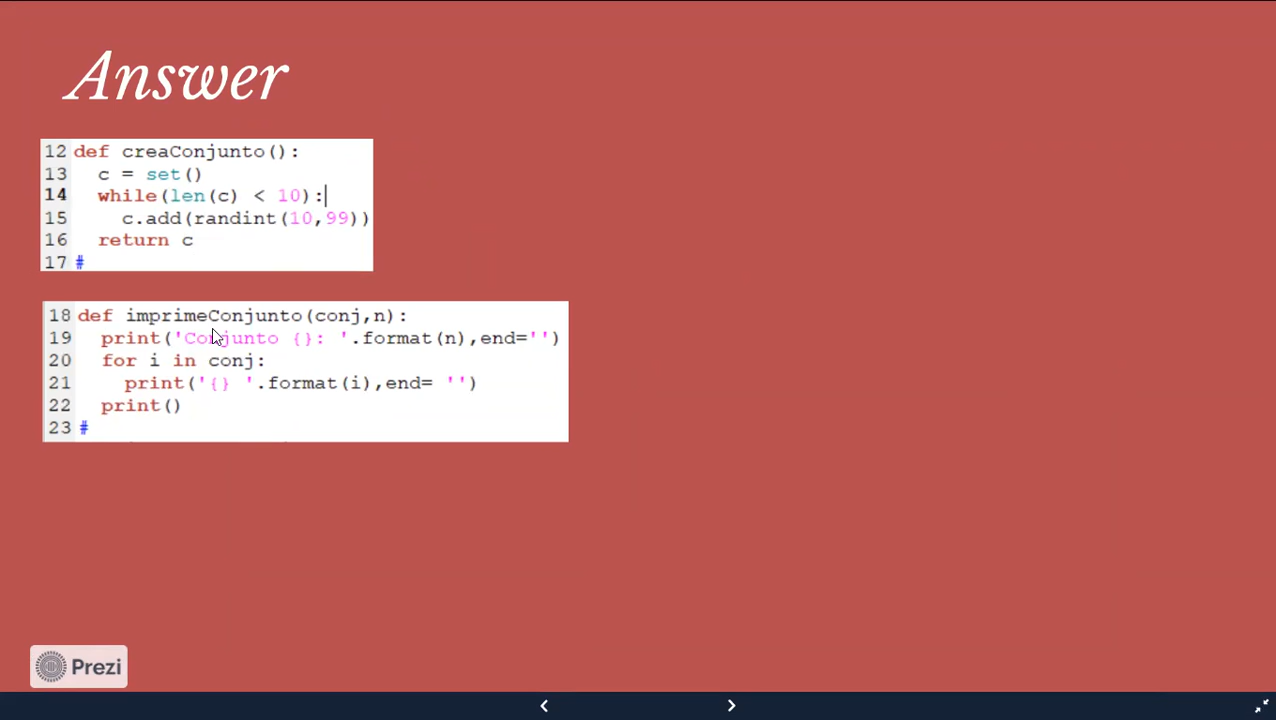 Answer
12 def creaConjunto():
13 c = set()
14 while(len(c) < 10):
15 c.add(randint(10,99))
16 return c
17 #
18 def imprimeConjunto(conj,n):
19 print('Conjunto {}: '.format(n),end='')
20 for i in conj:
21 print('{} '.format(i),end= '')
22 print()
23 #
Prezi